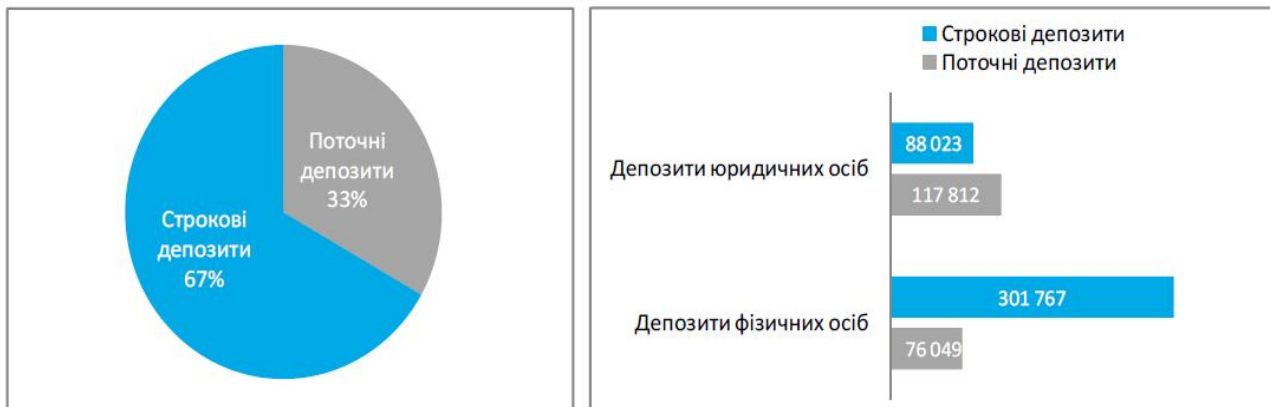 Поточні
депозити
33%
Строкові
депозити
67%
Строкові депозити
Поточні депозити
Депозити юридичних осіб
88 023
117 812
Депозити фізичних осіб
301 767
76 049